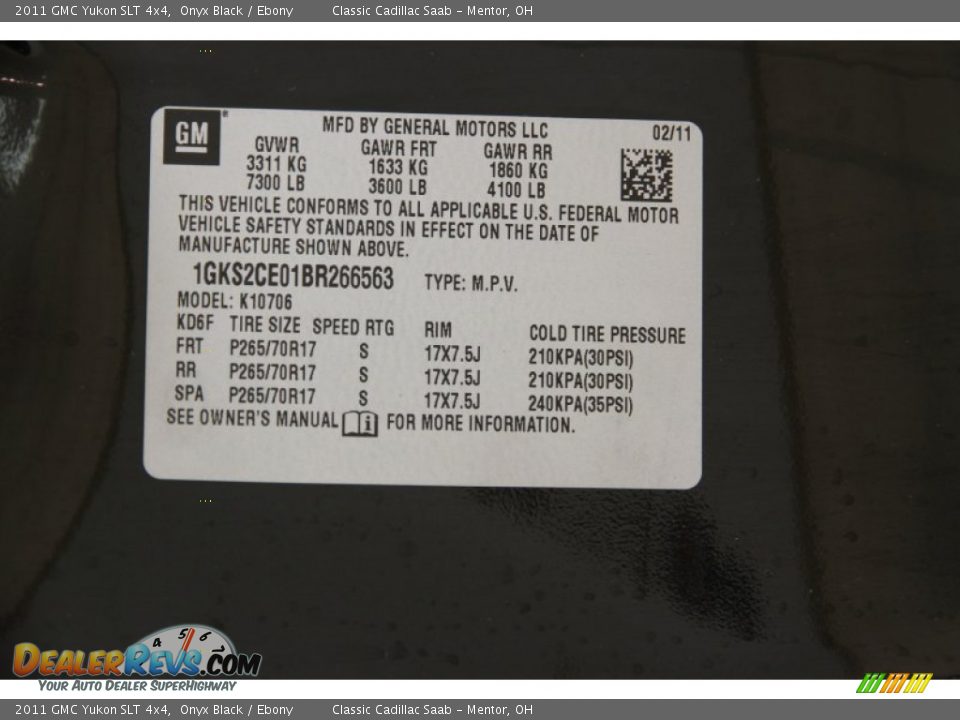 2011 GMC Yukon SLT 4x4, Onyx Black / Ebony Classic Cadillac Saab - Mentor, OH
GM®
MFD BY GENERAL MOTORS LLC 02/11
GVWR GAWR FRT GAWR RR
3311 KG 1633 KG 1860 KG
7300 LB 3600 LB 4100 LB
THIS VEHICLE CONFORMS TO ALL APPLICABLE U.S. FEDERAL MOTOR
VEHICLE SAFETY STANDARDS IN EFFECT ON THE DATE OF
MANUFACTURE SHOWN ABOVE.
1GKS2CE01BR266563 TYPE: M.P.V.
MODEL: K10706
KD6F TIRE SIZE SPEED RTG RIM COLD TIRE PRESSURE
FRT P265/70R17 S 17X7.5J 210KPA(30PSI)
RR P265/70R17 S 17X7.5J 210KPA(30PSI)
SPA P265/70R17 S 17X7.5J 240KPA(35PSI)
SEE OWNER'S MANUAL i FOR MORE INFORMATION.
4 5 6 7
DEALERREVS.COM
YOUR AUTO DEALER SUPERHIGHWAY
2011 GMC Yukon SLT 4x4, Onyx Black / Ebony Classic Cadillac Saab - Mentor, OH